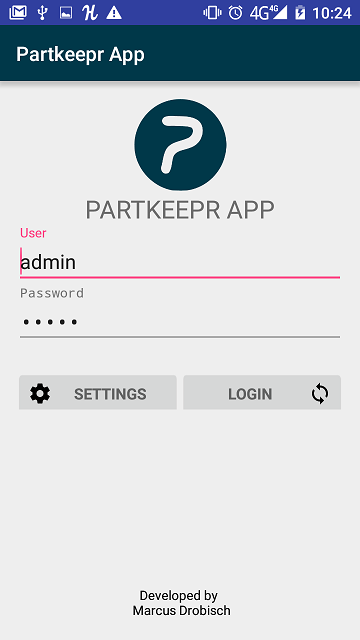 4G 4G 10:24
Partkeepr App
PARTKEEPR APP
User
admin
Password
•••••
SETTINGS LOGIN
Developed by
Marcus Drobisch